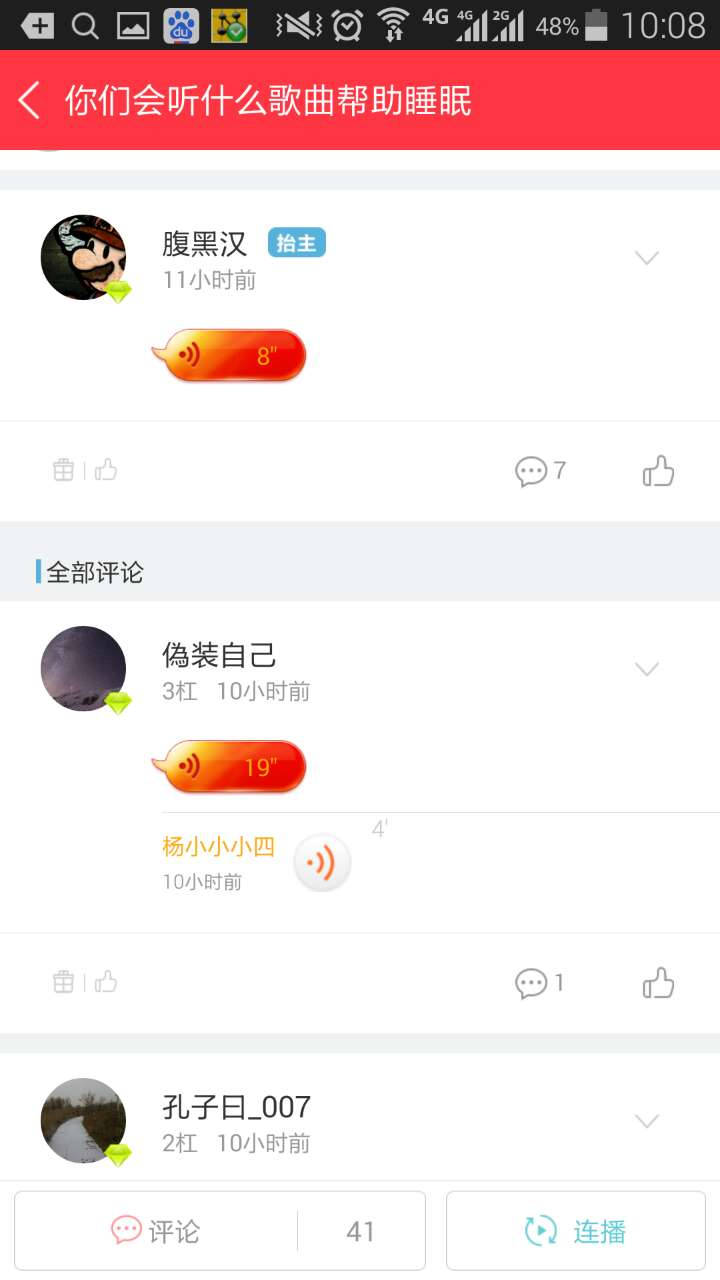 4G 4G 2G 48% 10:08
你们会听什么歌曲帮助睡眠
腹黑汉 抬主
11小时前
8"
7
全部评论
偽装自己
3杠 10小时前
19"
杨小小小四 4'
10小时前
1
孔子曰_007
2杠 10小时前
评论 41 连播